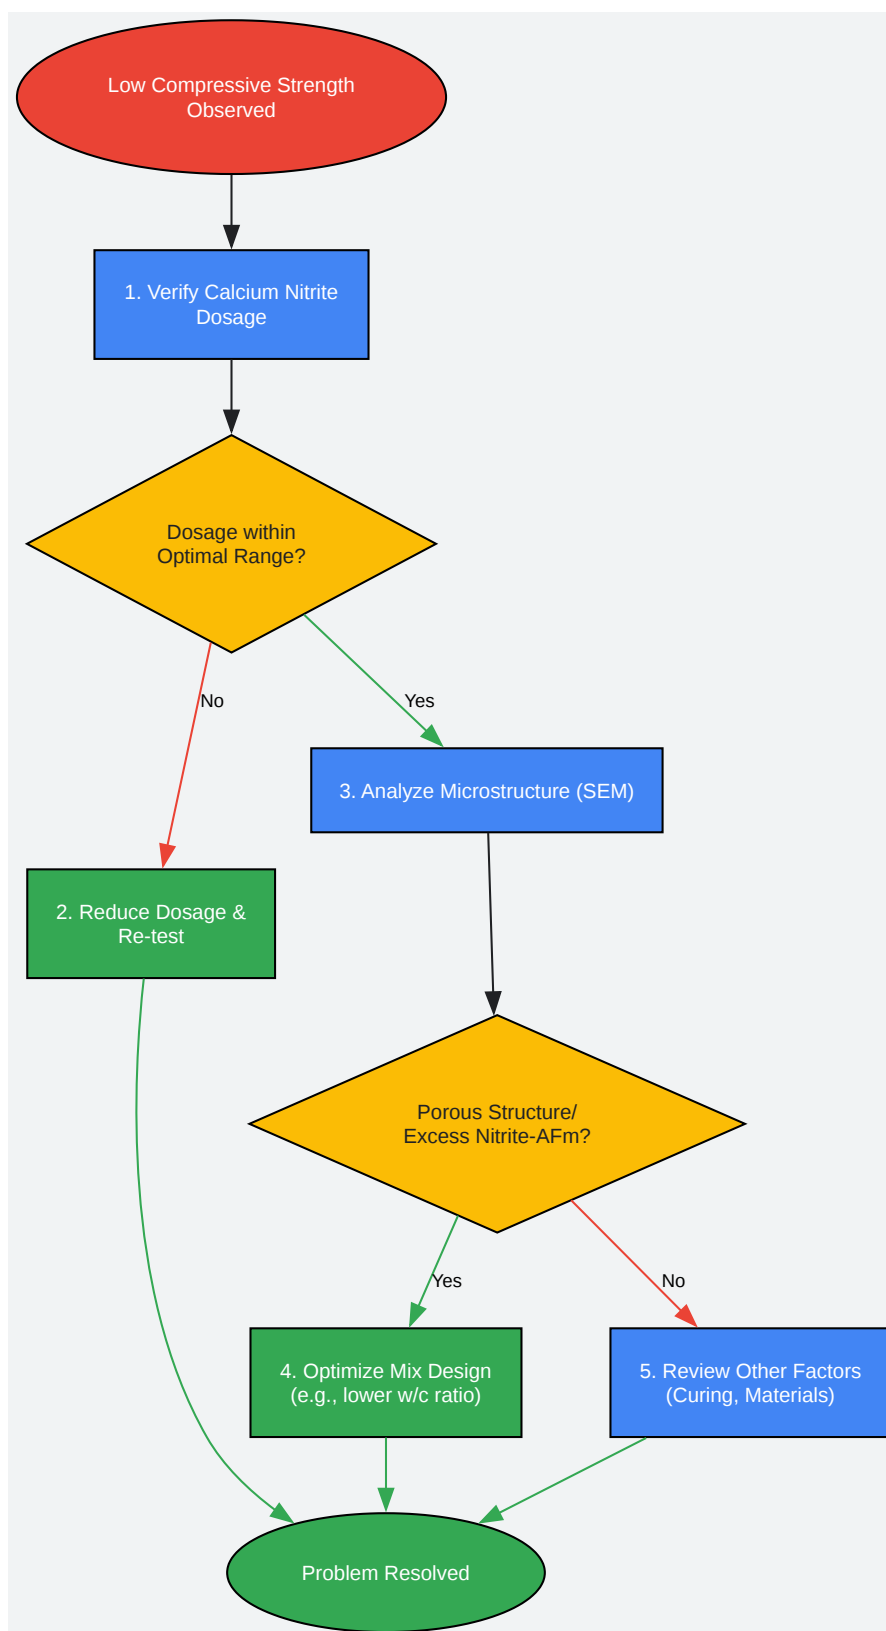 Low Compressive Strength
Observed
1. Verify Calcium Nitrite
Dosage
Dosage within
Optimal Range?
No
Yes
3. Analyze Microstructure (SEM)
2. Reduce Dosage &
Re-test
Porous Structure/
Excess Nitrite-AFm?
Yes
No
4. Optimize Mix Design
(e.g., lower w/c ratio)
5. Review Other Factors
(Curing, Materials)
Problem Resolved